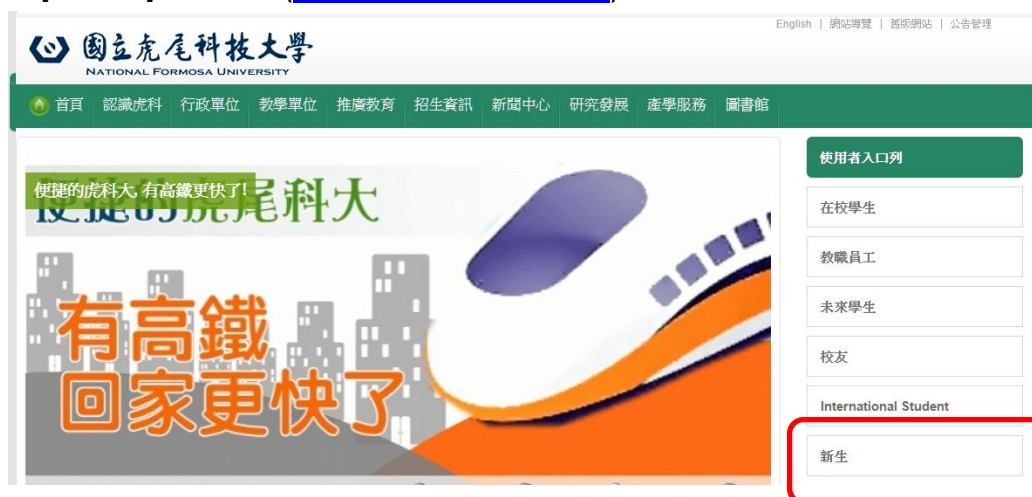 English | 網站導覽 | 舊版網站 | 公告管理
國立虎尾科技大學
NATIONAL FORMOSA UNIVERSITY
首頁 認識虎科 行政單位 教學單位 推廣教育 招生資訊 新聞中心 研究發展 產學服務 圖書館
使用者入口列
便捷的虎科大,有高鐵更快了!
便捷的虎尾科大
在校學生
教職員工
未來學生
有高鐵
回家更快了
校友
International Student
新生